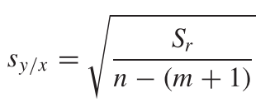 s_{y/x} = \sqrt{\frac{S_r}{n - (m + 1)}}